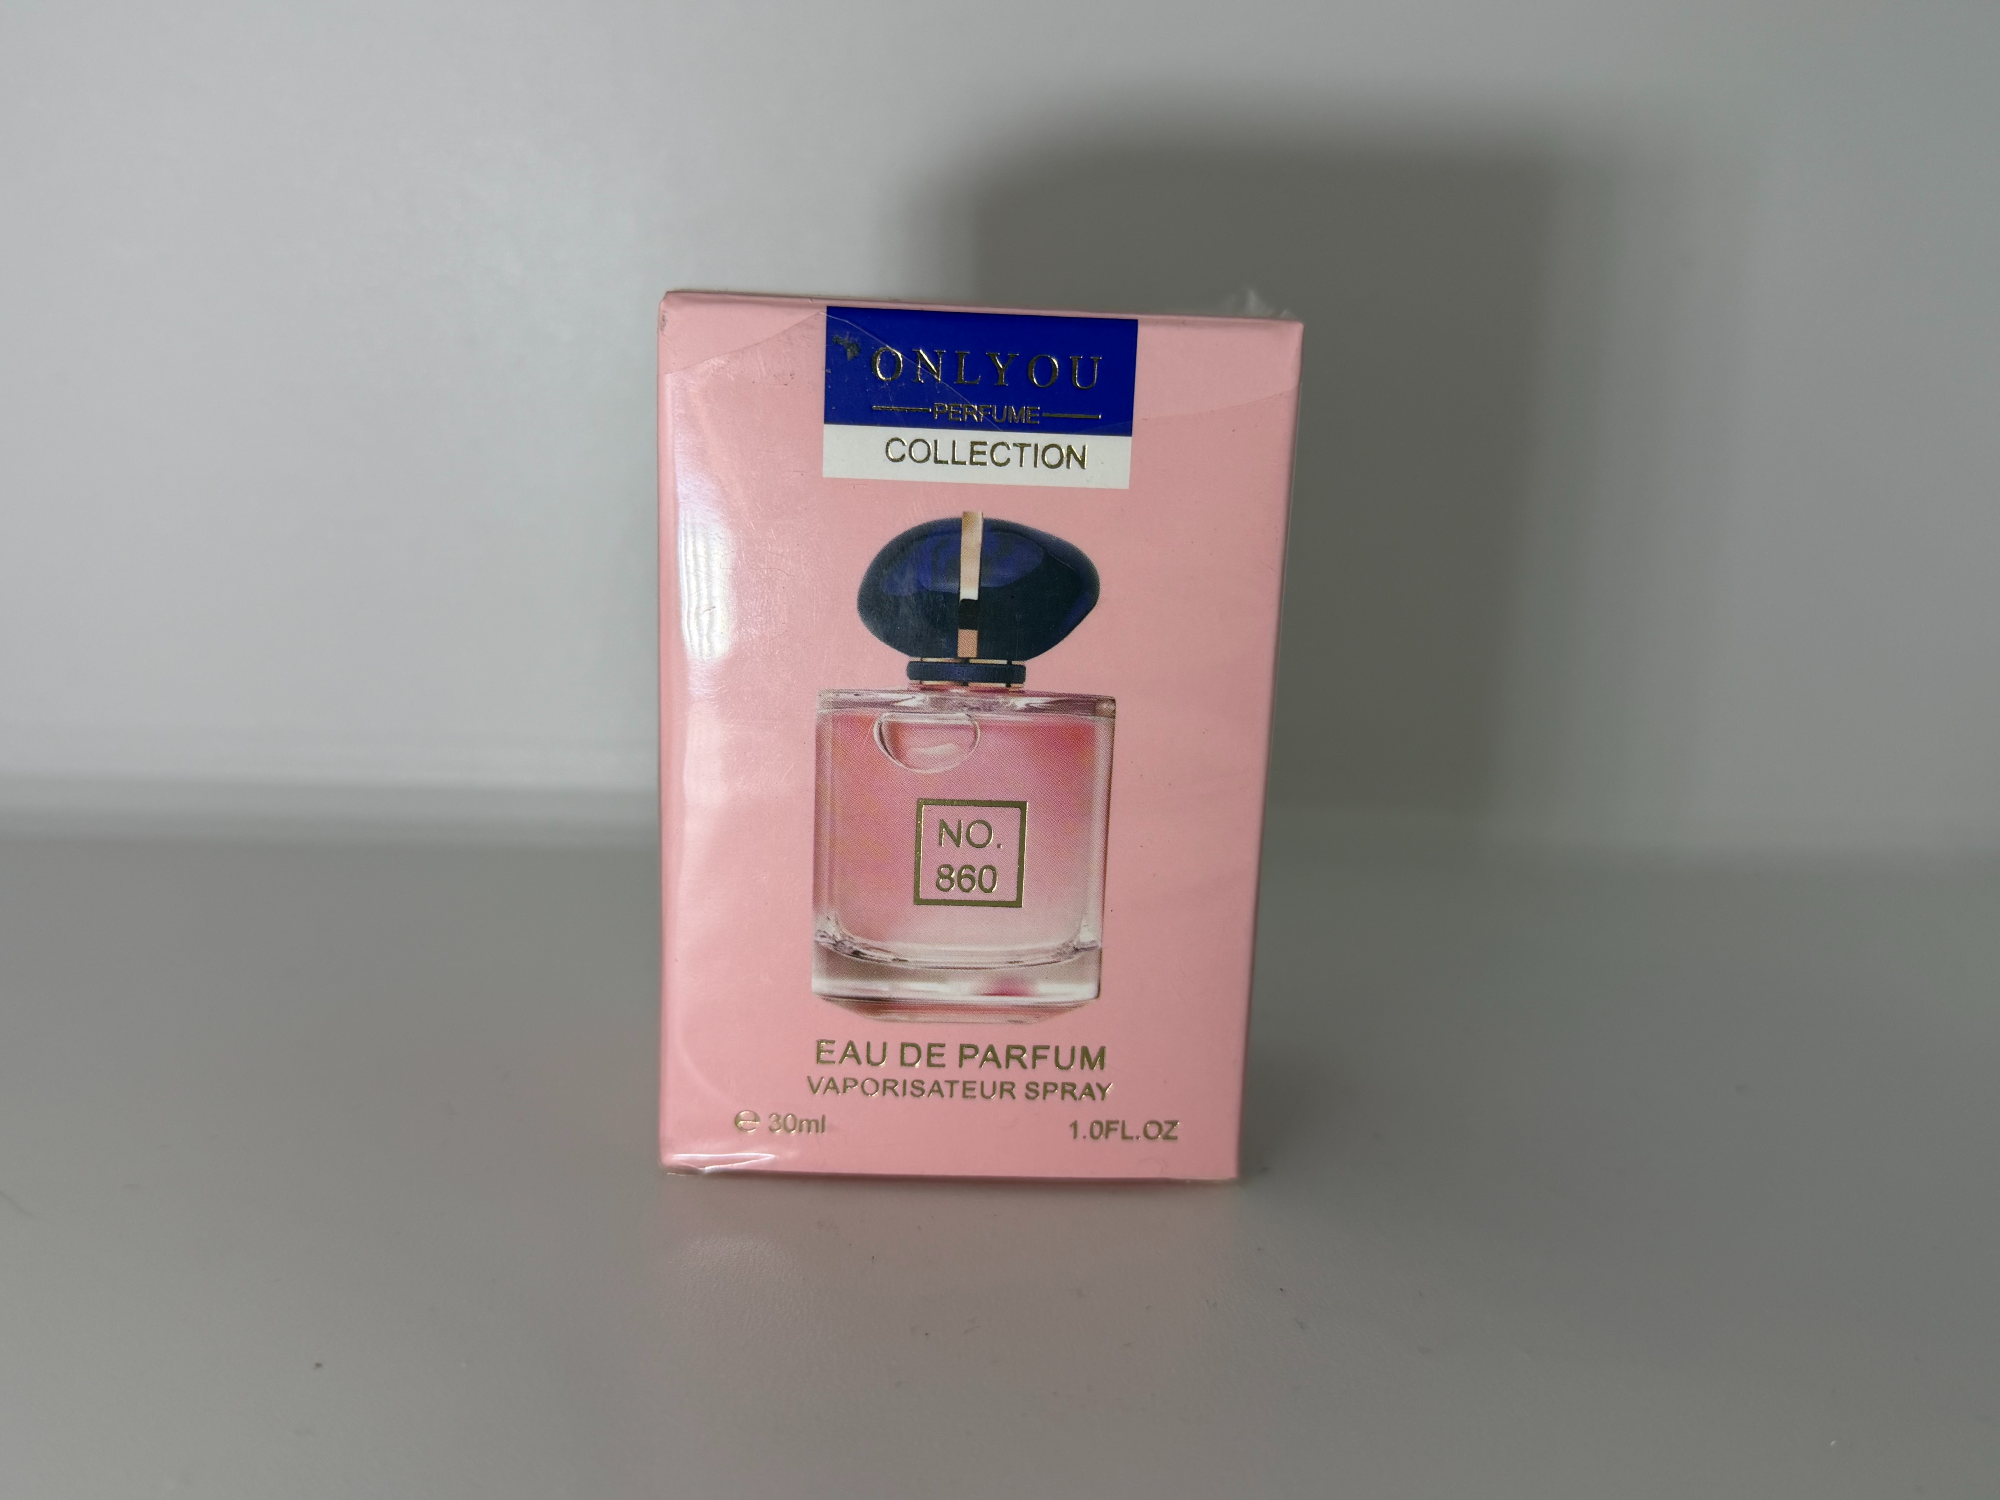 ONLYOU
PERFUME
COLLECTION
NO.
860
EAU DE PARFUM
VAPORISATEUR SPRAY
℮ 30ml 1.0FL.OZ